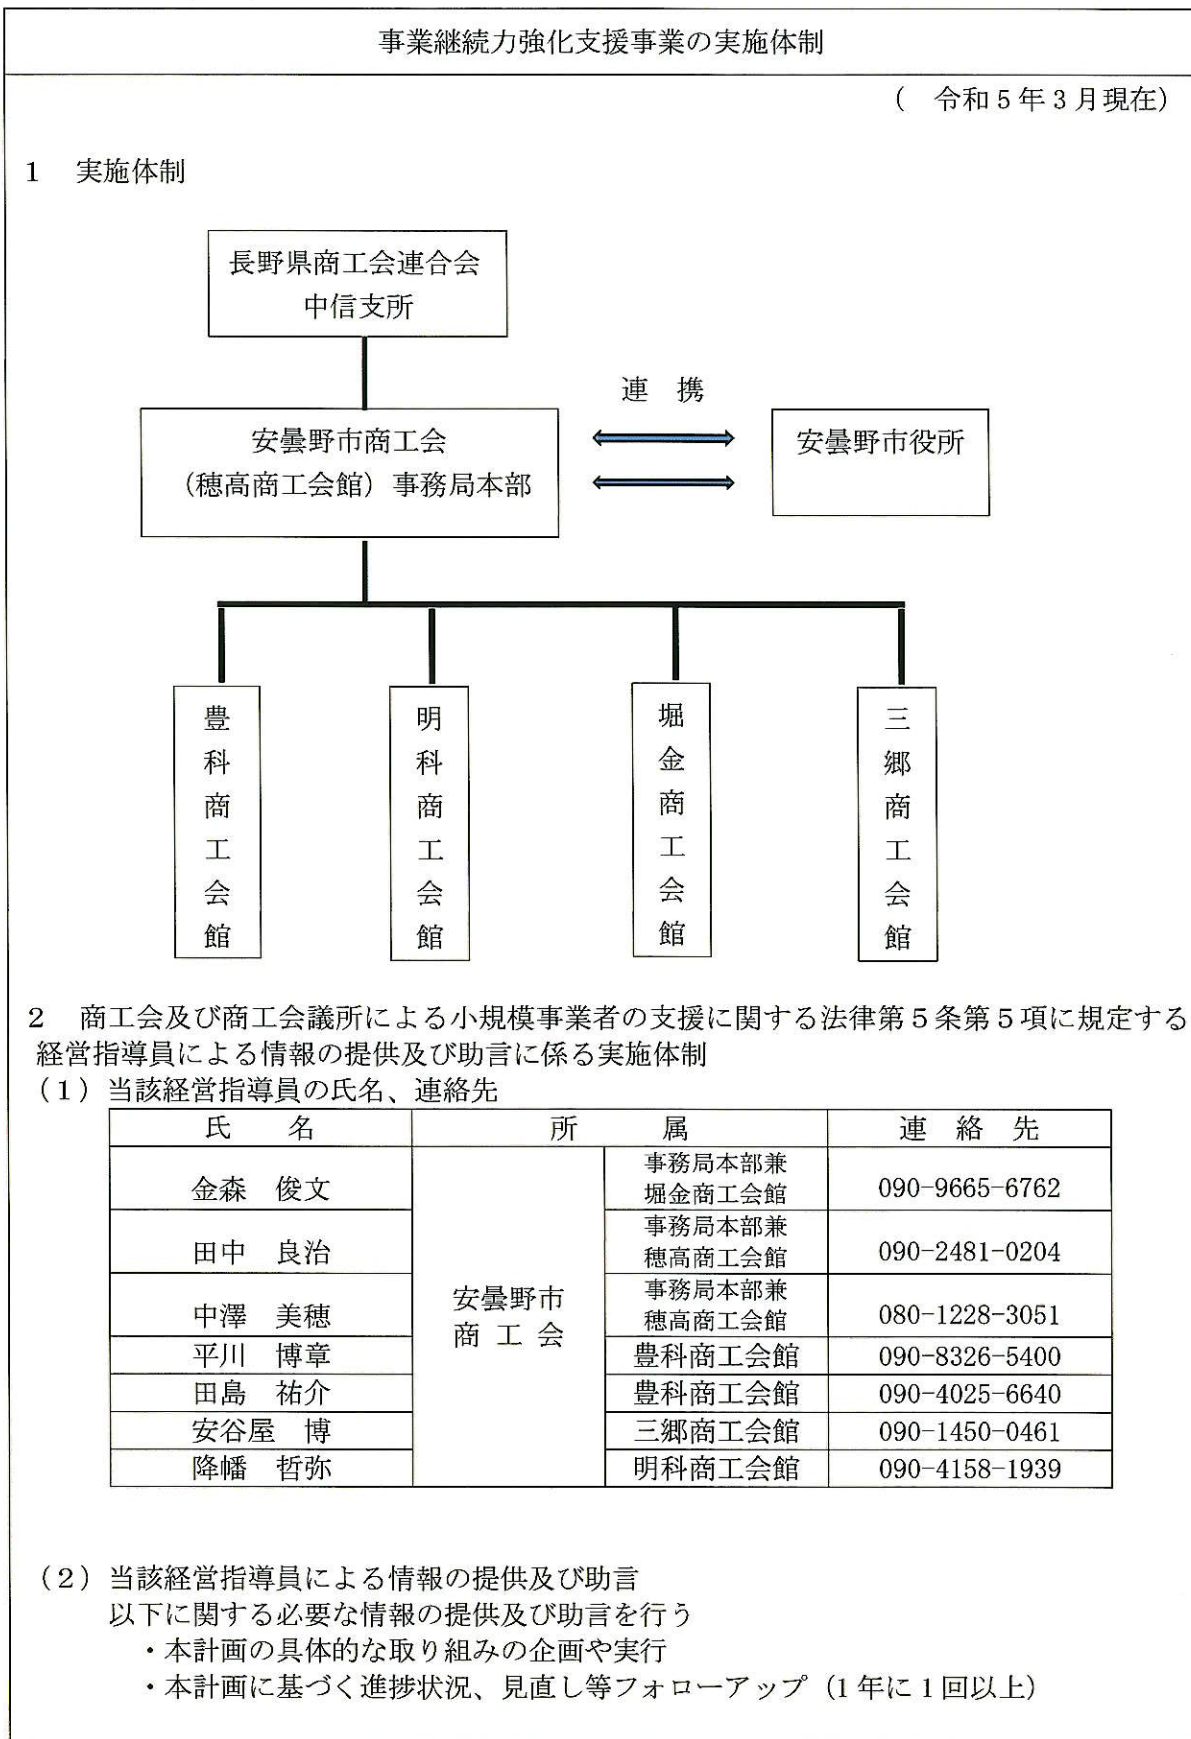 事業継続力強化支援事業の実施体制
（　令和５年３月現在）
１　実施体制
長野県商工会連合会
中信支所
連　携
安曇野市商工会
（穂高商工会館）事務局本部
安曇野市役所
豊科商工会館
明科商工会館
堀金商工会館
三郷商工会館
２　商工会及び商工会議所による小規模事業者の支援に関する法律第５条第５項に規定する
経営指導員による情報の提供及び助言に係る実施体制
（１）当該経営指導員の氏名、連絡先
氏　名　所　属　連　絡　先
事務局本部兼
金森　俊文　堀金商工会館　090-9665-6762
事務局本部兼
田中　良治　穂高商工会館　090-2481-0204
安曇野市
商 工 会
事務局本部兼
中澤　美穂　穂高商工会館　080-1228-3051
平川　博章　豊科商工会館　090-8326-5400
田島　祐介　豊科商工会館　090-4025-6640
安谷屋　博　三郷商工会館　090-1450-0461
降幡　哲弥　明科商工会館　090-4158-1939
（２）当該経営指導員による情報の提供及び助言
以下に関する必要な情報の提供及び助言を行う
・本計画の具体的な取り組みの企画や実行
・本計画に基づく進捗状況、見直し等フォローアップ（1 年に 1 回以上）